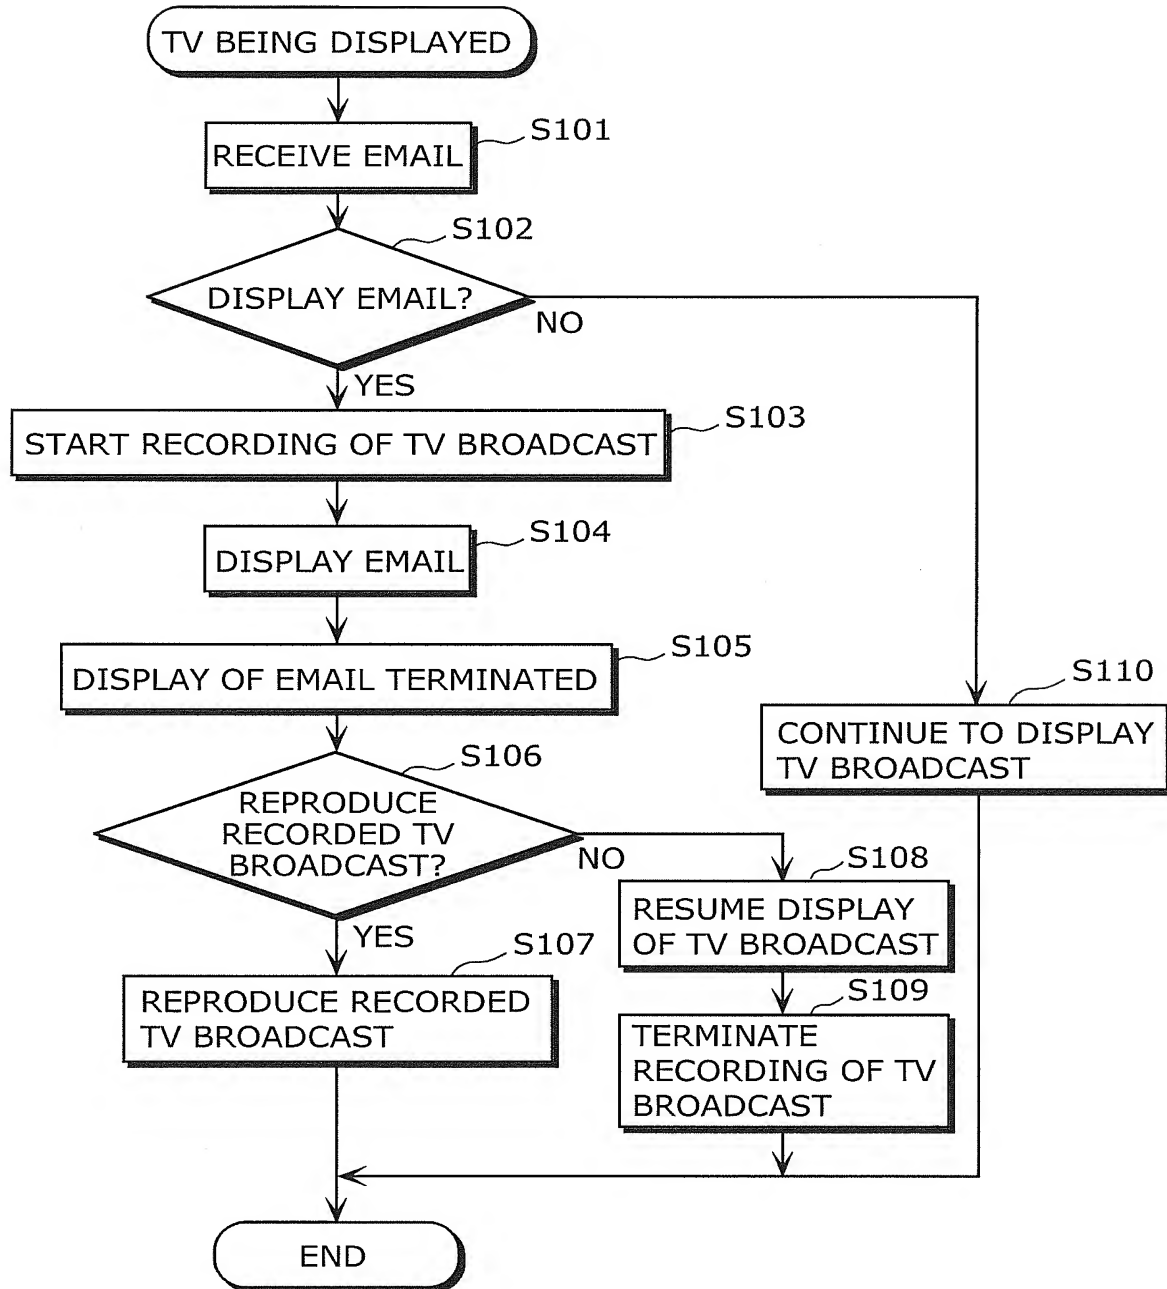 TV BEING DISPLAYED
S101
RECEIVE EMAIL
S102
DISPLAY EMAIL?
NO
YES
S103
START RECORDING OF TV BROADCAST
S104
DISPLAY EMAIL
S105
DISPLAY OF EMAIL TERMINATED
S110
CONTINUE TO DISPLAY
TV BROADCAST
S106
REPRODUCE
RECORDED TV
BROADCAST?
NO
YES
S108
RESUME DISPLAY
OF TV BROADCAST
S107
REPRODUCE RECORDED
TV BROADCAST
S109
TERMINATE
RECORDING OF TV
BROADCAST
END